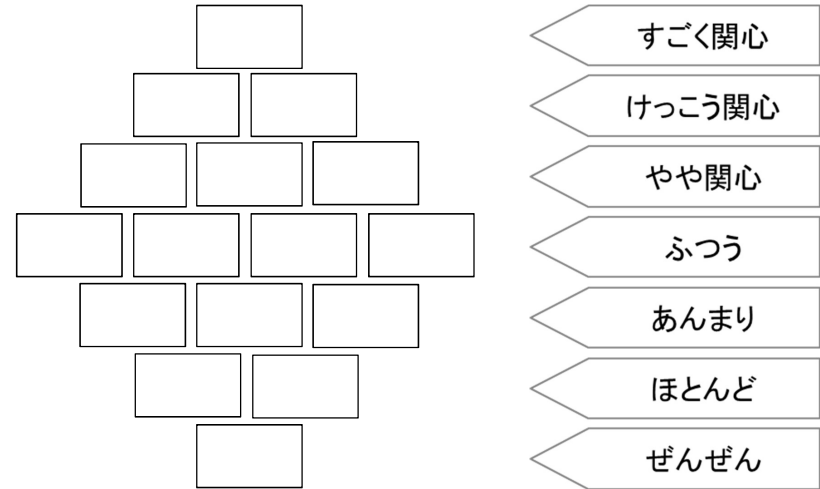 すごく関心
けっこう関心
やや関心
ふつう
あんまり
ほとんど
ぜんぜん